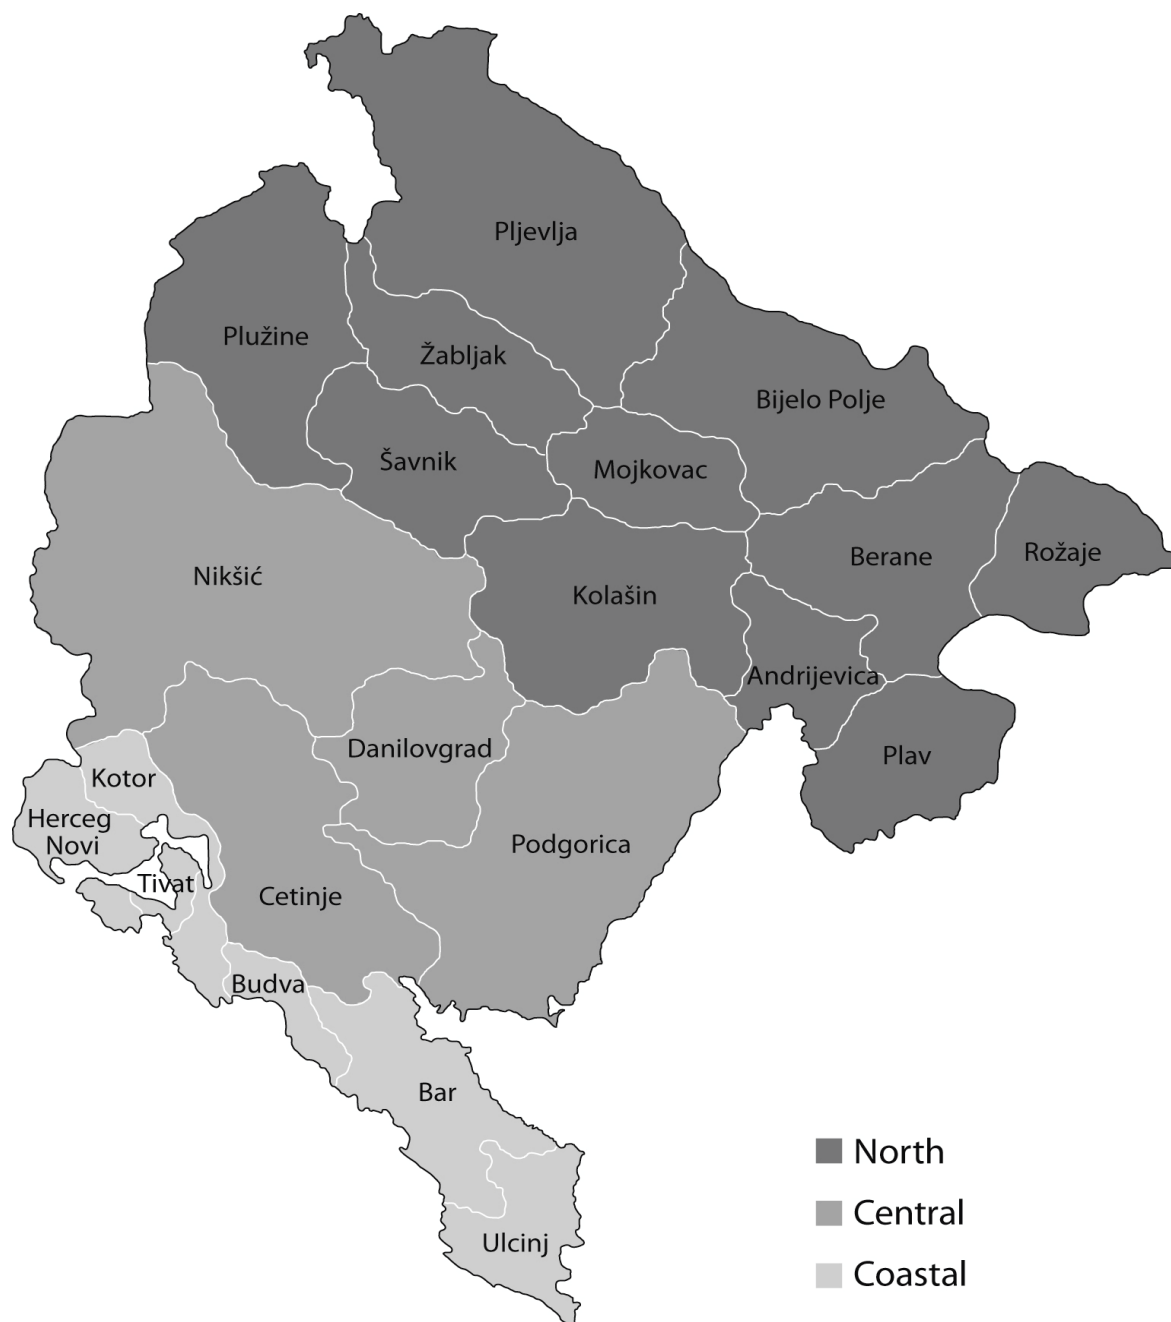 Pljevlja
Plužine
Žabljak
Bijelo Polje
Šavnik
Mojkovac
Berane
Rožaje
Nikšić
Kolašin
Andrijevica
Danilovgrad
Plav
Kotor
Herceg
Novi
Podgorica
Tivat
Cetinje
Budva
Bar
Ulcinj
North
Central
Coastal